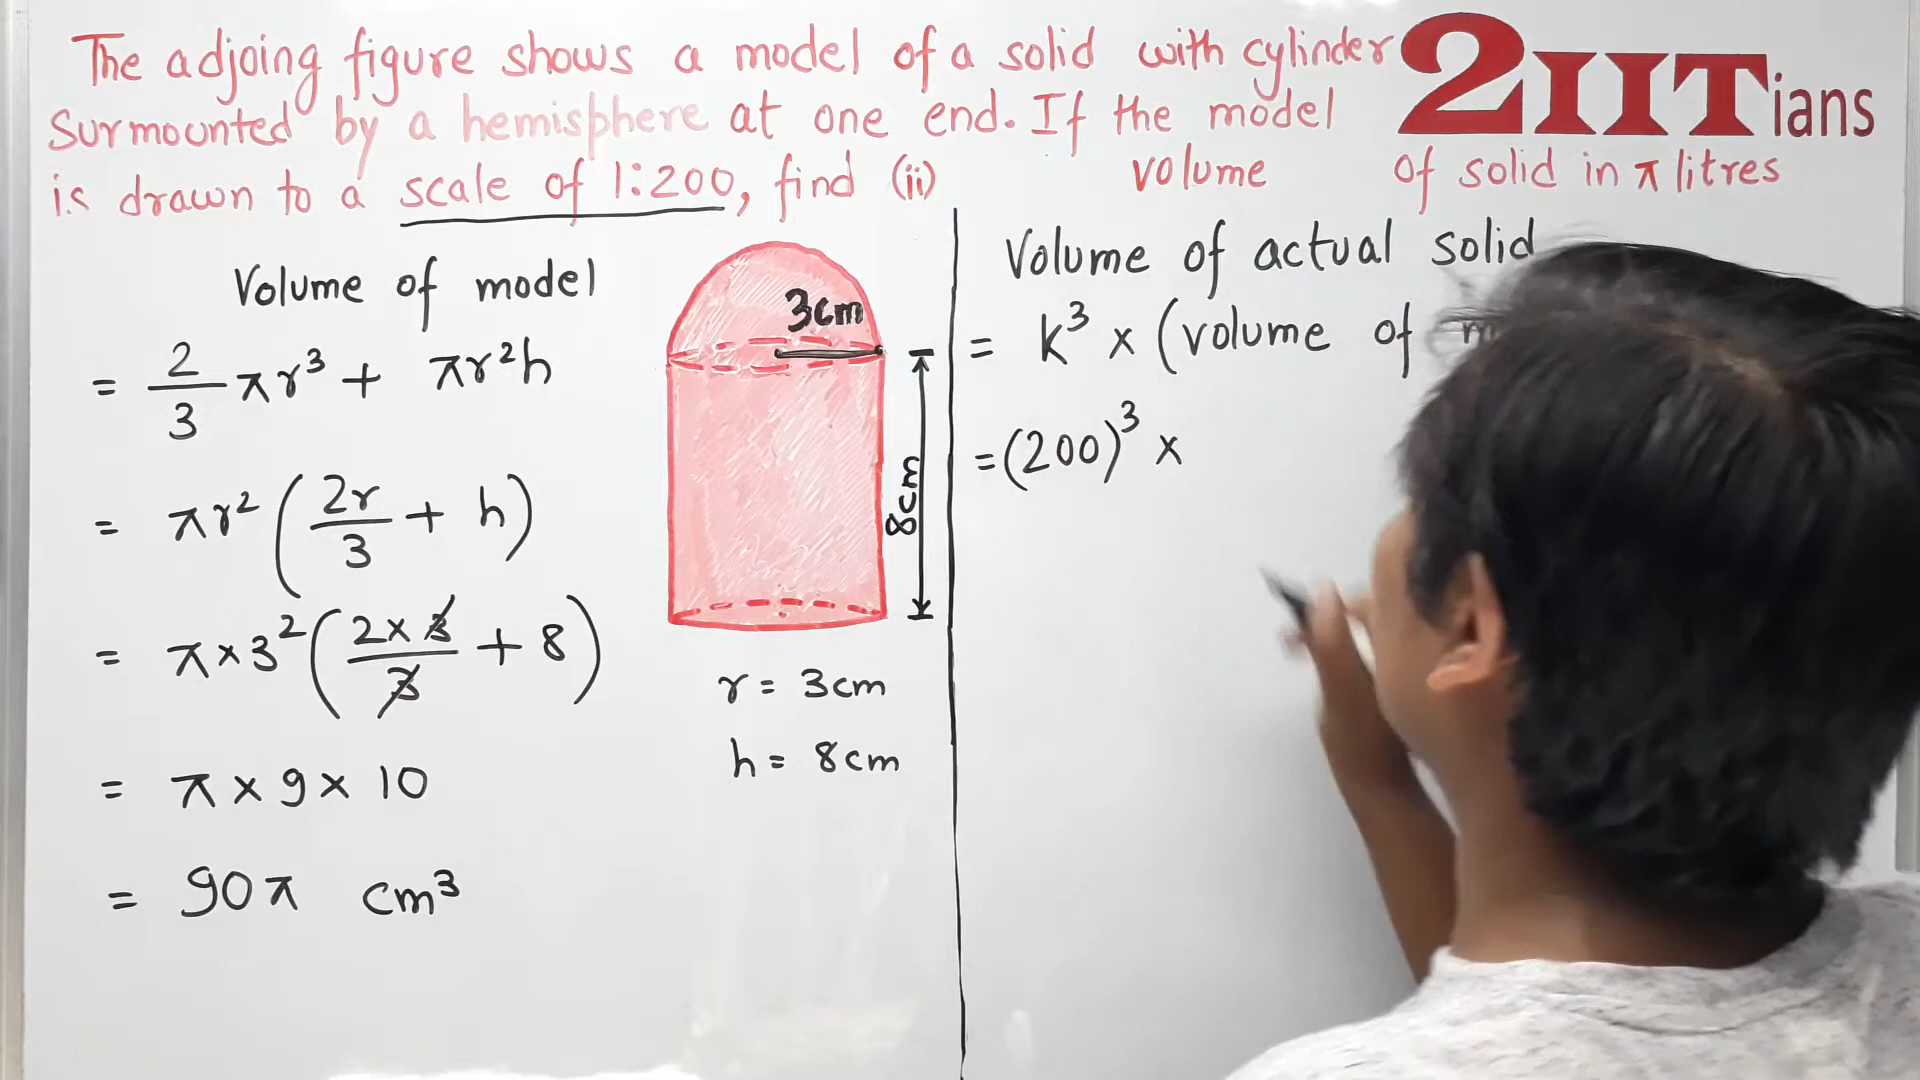 The adjoing figure shows a model of a solid with cylinder
surmounted by a hemisphere at one end. If the model
is drawn to a scale of 1:200, find (ii) volume of solid in π litres
2IITians
Volume of model
= 2/3 πr³ + πr²h
= πr² (2r/3 + h)
= π × 3² (2 × 3/3 + 8)
= π × 9 × 10
= 90π cm³
3cm
8cm
r = 3cm
h = 8cm
Volume of actual solid
= k³ × (volume of
= (200)³ ×